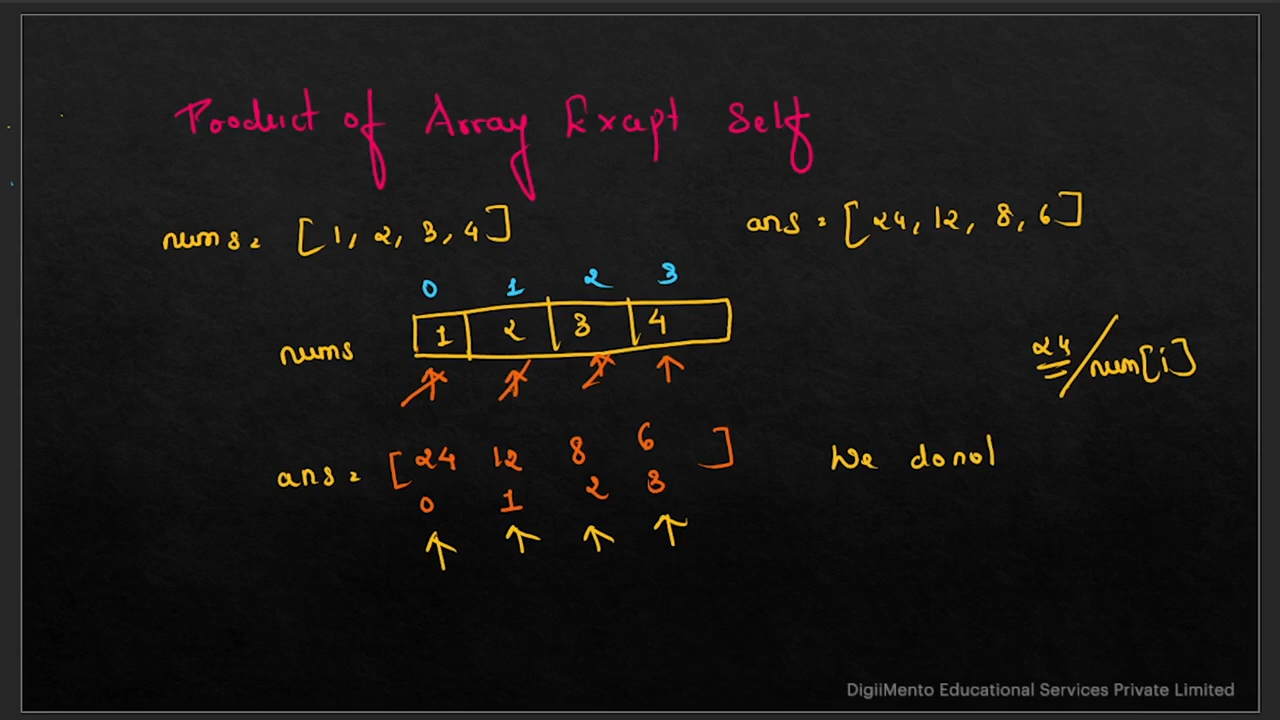 Product of Array Exapt Self
nums = [1, 2, 3, 4]
ans = [24, 12, 8, 6]
0 1 2 3
nums 1 2 3 4
24/num[i]
ans = [24 12 8 6]
0 1 2 3
We donol
DigiiMento Educational Services Private Limited